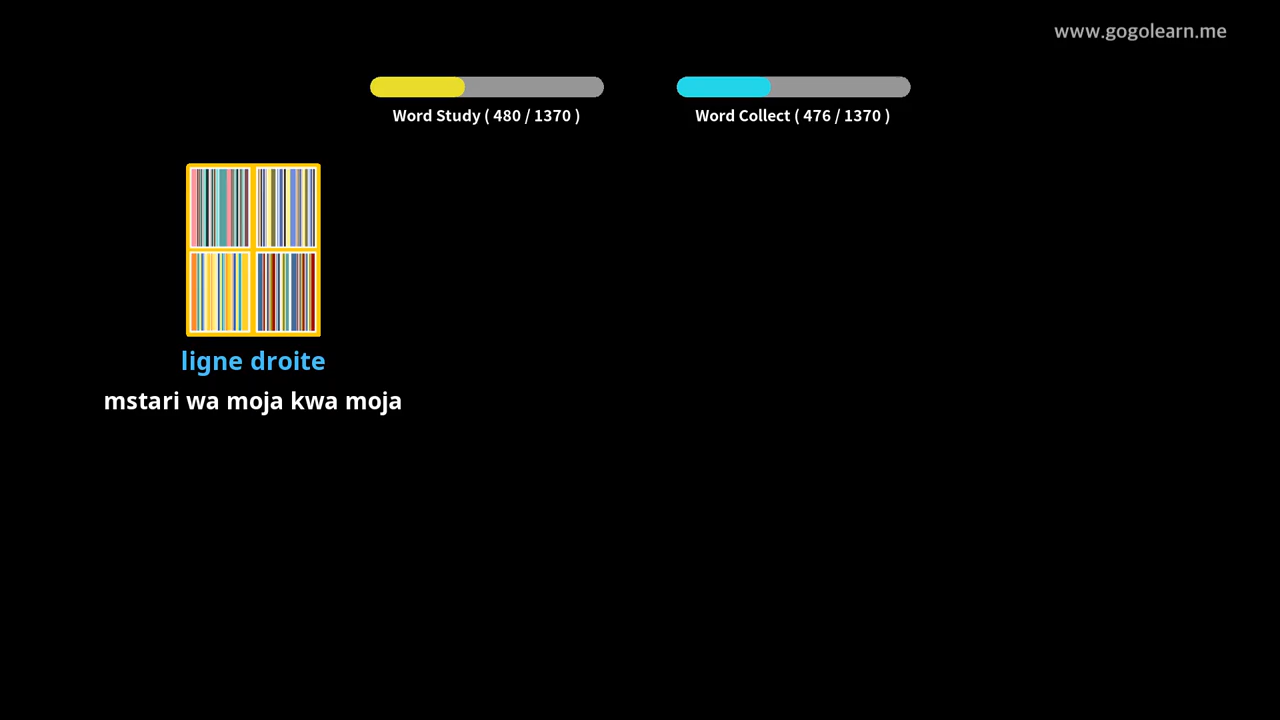 www.gogolearn.me
Word Study ( 480 / 1370 )
Word Collect ( 476 / 1370 )
ligne droite
mstari wa moja kwa moja